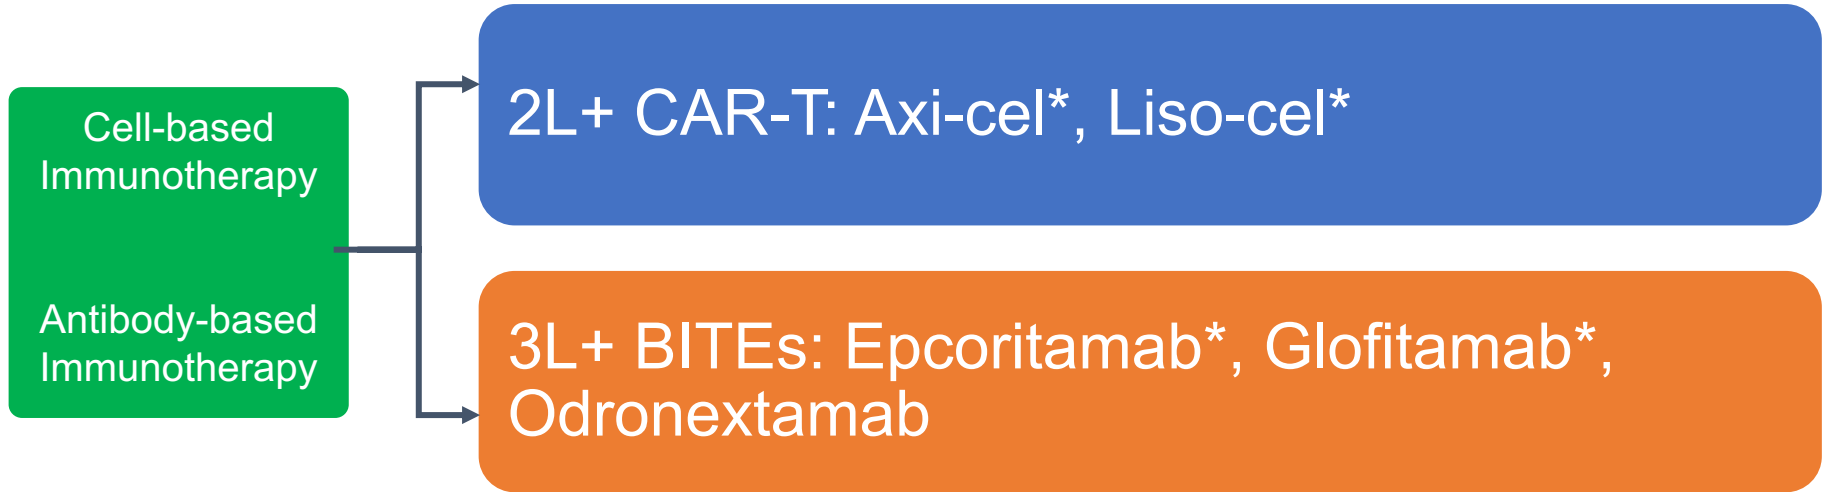 Cell-based
Immunotherapy
Antibody-based
Immunotherapy
2L+ CAR-T: Axi-cel*, Liso-cel*
3L+ BITEs: Epcoritamab*, Glofitamab*,
Odronextamab